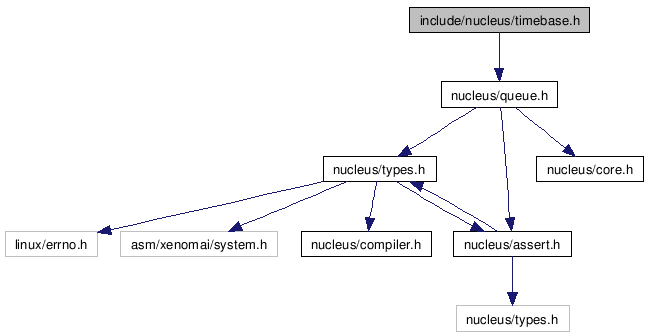 include/nucleus/timebase.h
nucleus/queue.h
nucleus/types.h
nucleus/core.h
linux/errno.h
asm/xenomai/system.h
nucleus/compiler.h
nucleus/assert.h
nucleus/types.h